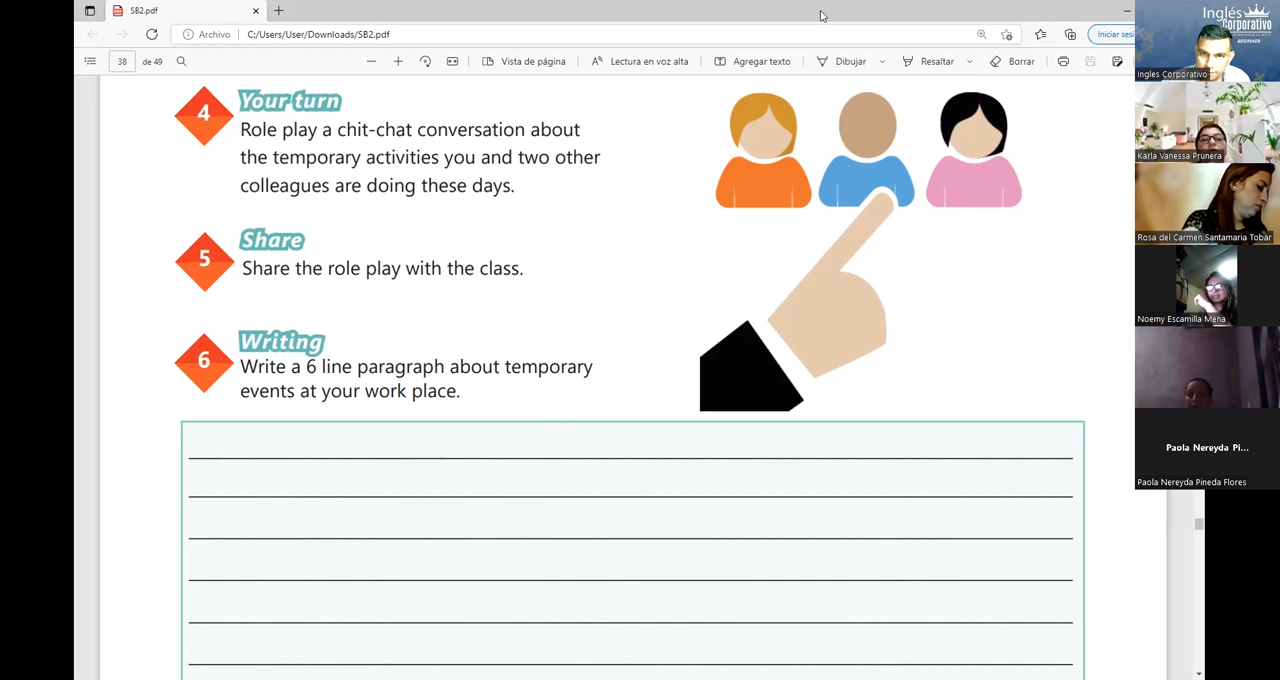 SB2.pdf
Archivo
C:/Users/User/Downloads/SB2.pdf
Iniciar sesi
38
de 49
Vista de página
Lectura en voz alta
Agregar texto
Dibujar
Resaltar
Borrar
4
Your turn
Role play a chit-chat conversation about
the temporary activities you and two other
colleagues are doing these days.
5
Share
Share the role play with the class.
6
Writing
Write a 6 line paragraph about temporary
events at your work place.
Inglés
Corporativo
BEGINNER
Ingles Corporativo
Karla Vanessa Prunera
Rosa del Carmen Santamaria Tobar
Noemy Escamilla Mena
Paola Nereyda Pi...
Paola Nereyda Pineda Flores